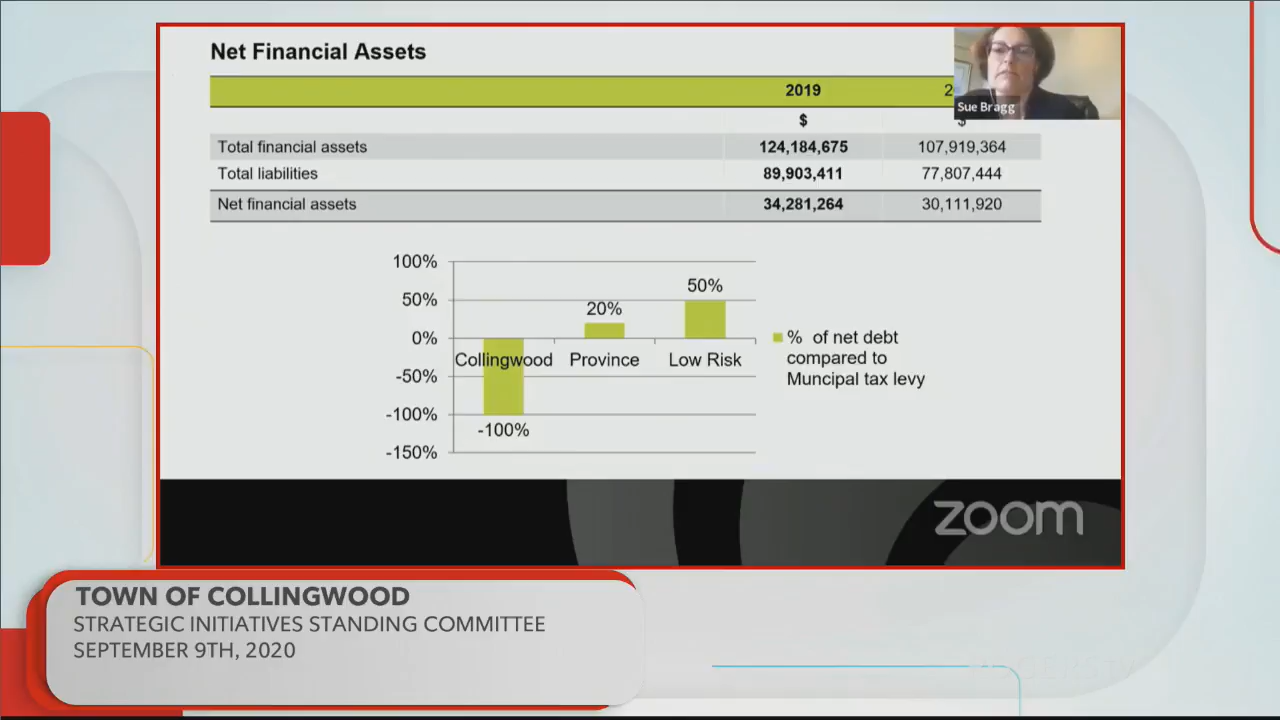 Net Financial Assets
2019
$ $
Total financial assets 124,184,675 107,919,364
Total liabilities 89,903,411 77,807,444
Net financial assets 34,281,264 30,111,920
Sue Bragg
100%
50%
0%
-50%
-100%
-150%
20%
50%
-100%
Collingwood Province Low Risk
% of net debt
compared to
Muncipal tax levy
zoom
TOWN OF COLLINGWOOD
STRATEGIC INITIATIVES STANDING COMMITTEE
SEPTEMBER 9TH, 2020